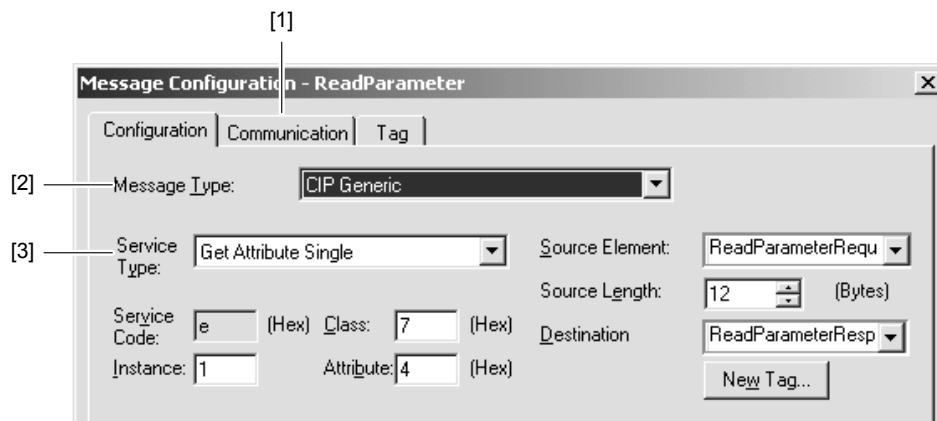 [1]
Message Configuration - ReadParameter
Configuration Communication Tag
[2] Message Type: CIP Generic
[3] Service Type: Get Attribute Single
Source Element: ReadParameterRequ
Source Length: 12 (Bytes)
Service Code: e (Hex) Class: 7 (Hex)
Destination ReadParameterResp
Instance: 1 Attribute: 4 (Hex)
New Tag...